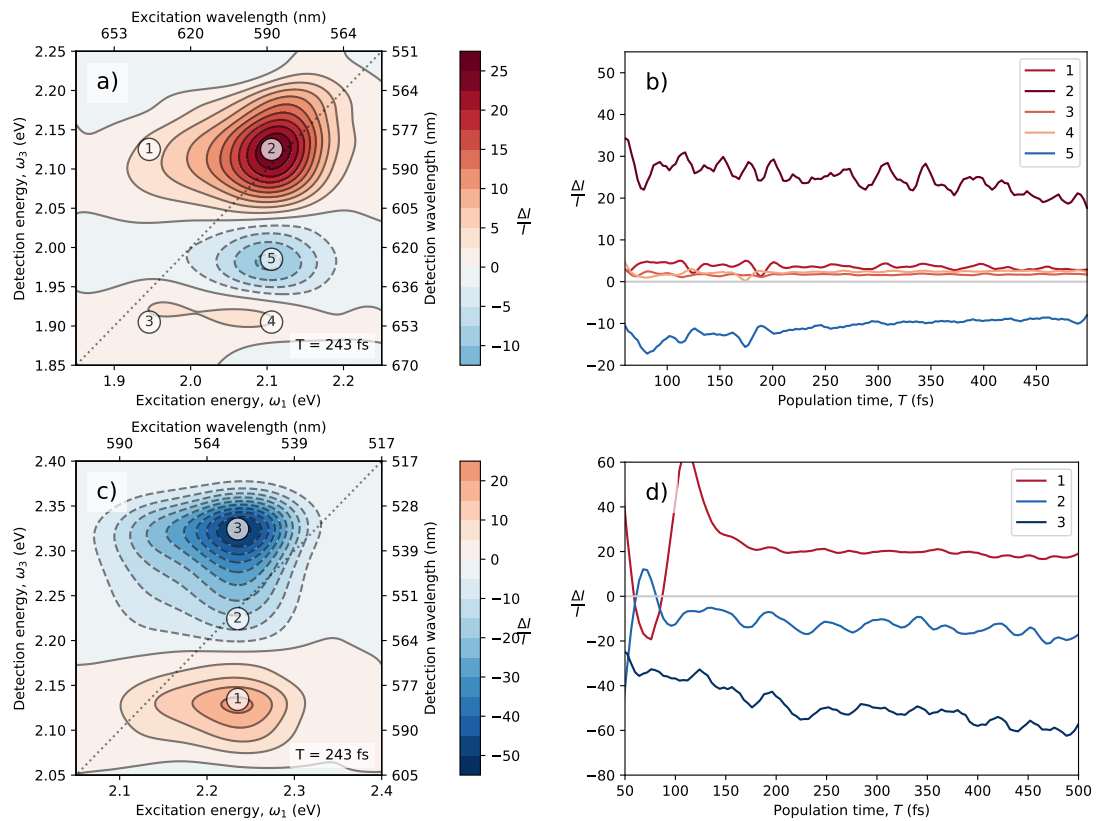 Excitation wavelength (nm)
653 620 590 564
a)
2.25
2.20
2.15
2.10
2.05
2.00
1.95
1.90
1.85
Detection energy, ω3 (eV)
1
2
5
3
4
T = 243 fs
1.9 2.0 2.1 2.2
Excitation energy, ω1 (eV)
551
564
577
590
605
620
636
653
670
Detection wavelength (nm)
25
20
15
10
5
0
−5
−10
ΔI
I
b)
1
2
3
4
5
50
40
30
20
10
0
−10
−20
ΔI
I
100 150 200 250 300 350 400 450
Population time, T (fs)
Excitation wavelength (nm)
590 564 539 517
c)
2.40
2.35
2.30
2.25
2.20
2.15
2.10
2.05
Detection energy, ω3 (eV)
3
2
1
T = 243 fs
2.1 2.2 2.3 2.4
Excitation energy, ω1 (eV)
517
528
539
551
564
577
590
605
Detection wavelength (nm)
20
10
0
−10
−20
−30
−40
−50
ΔI
I
d)
1
2
3
60
40
20
0
−20
−40
−60
−80
ΔI
I
50 100 150 200 250 300 350 400 450 500
Population time, T (fs)